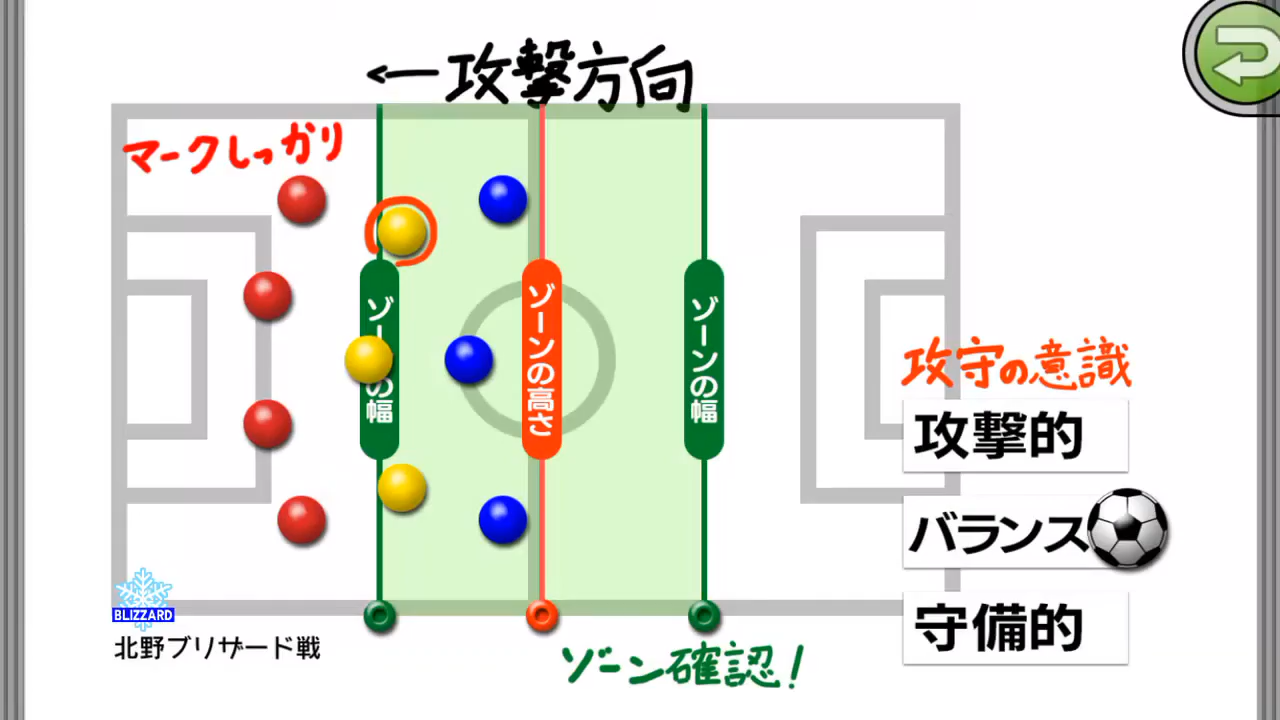 ←攻撃方向
マークしっかり
ゾーの幅
ゾーンの高さ
ゾーンの幅
攻守の意識
攻撃的
バランス
守備的
BLIZZARD
北野ブリザード戦
ゾーン確認!